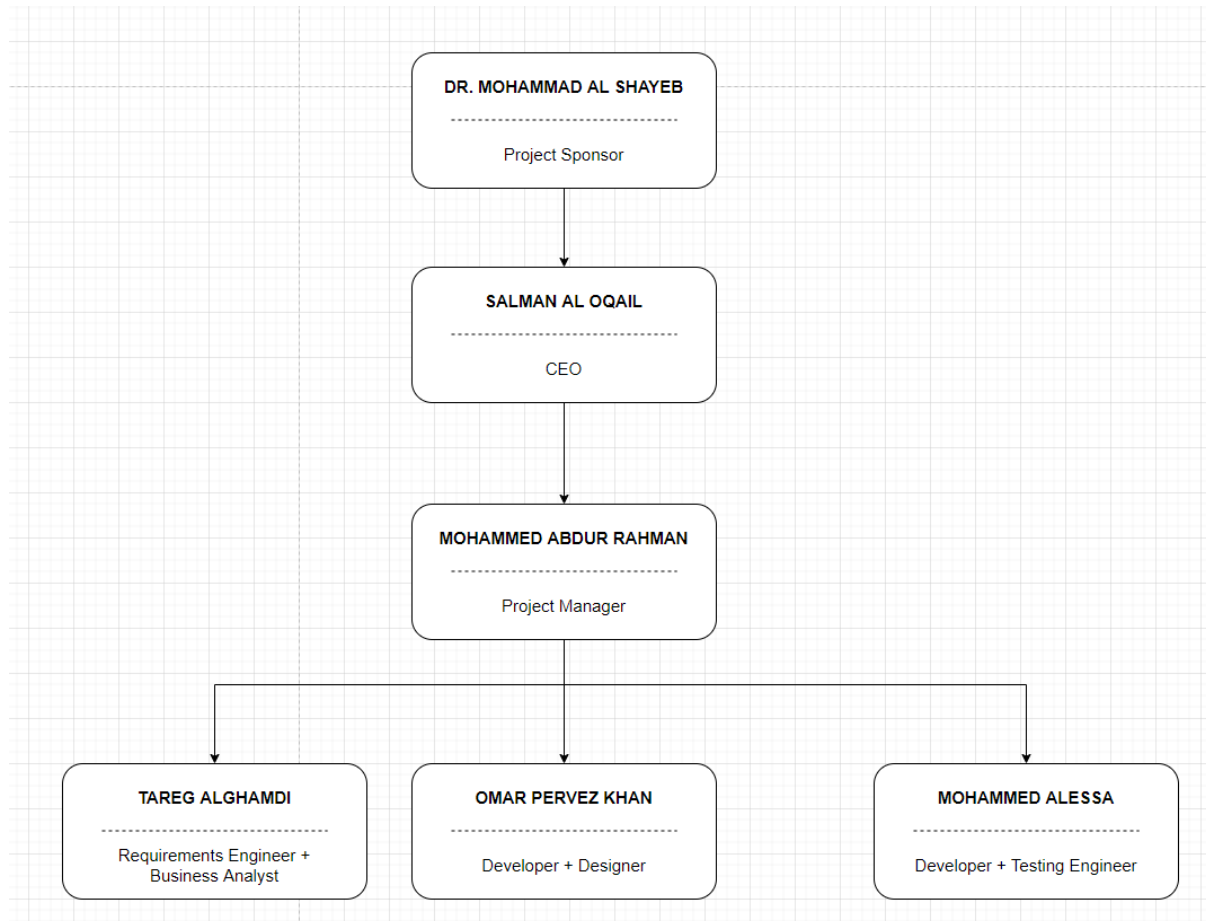 DR. MOHAMMAD AL SHAYEB
Project Sponsor
SALMAN AL OQAIL
CEO
MOHAMMED ABDUR RAHMAN
Project Manager
TAREG ALGHAMDI
Requirements Engineer +
Business Analyst
OMAR PERVEZ KHAN
Developer + Designer
MOHAMMED ALESSA
Developer + Testing Engineer